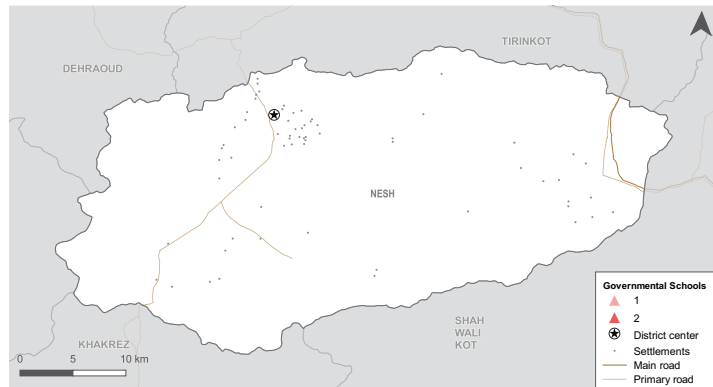 TIRINKOT
DEHRAOUD
NESH
SHAH
WALI
KOT
KHAKREZ
0 5 10 km
Governmental Schools
1
2
District center
Settlements
Main road
Primary road